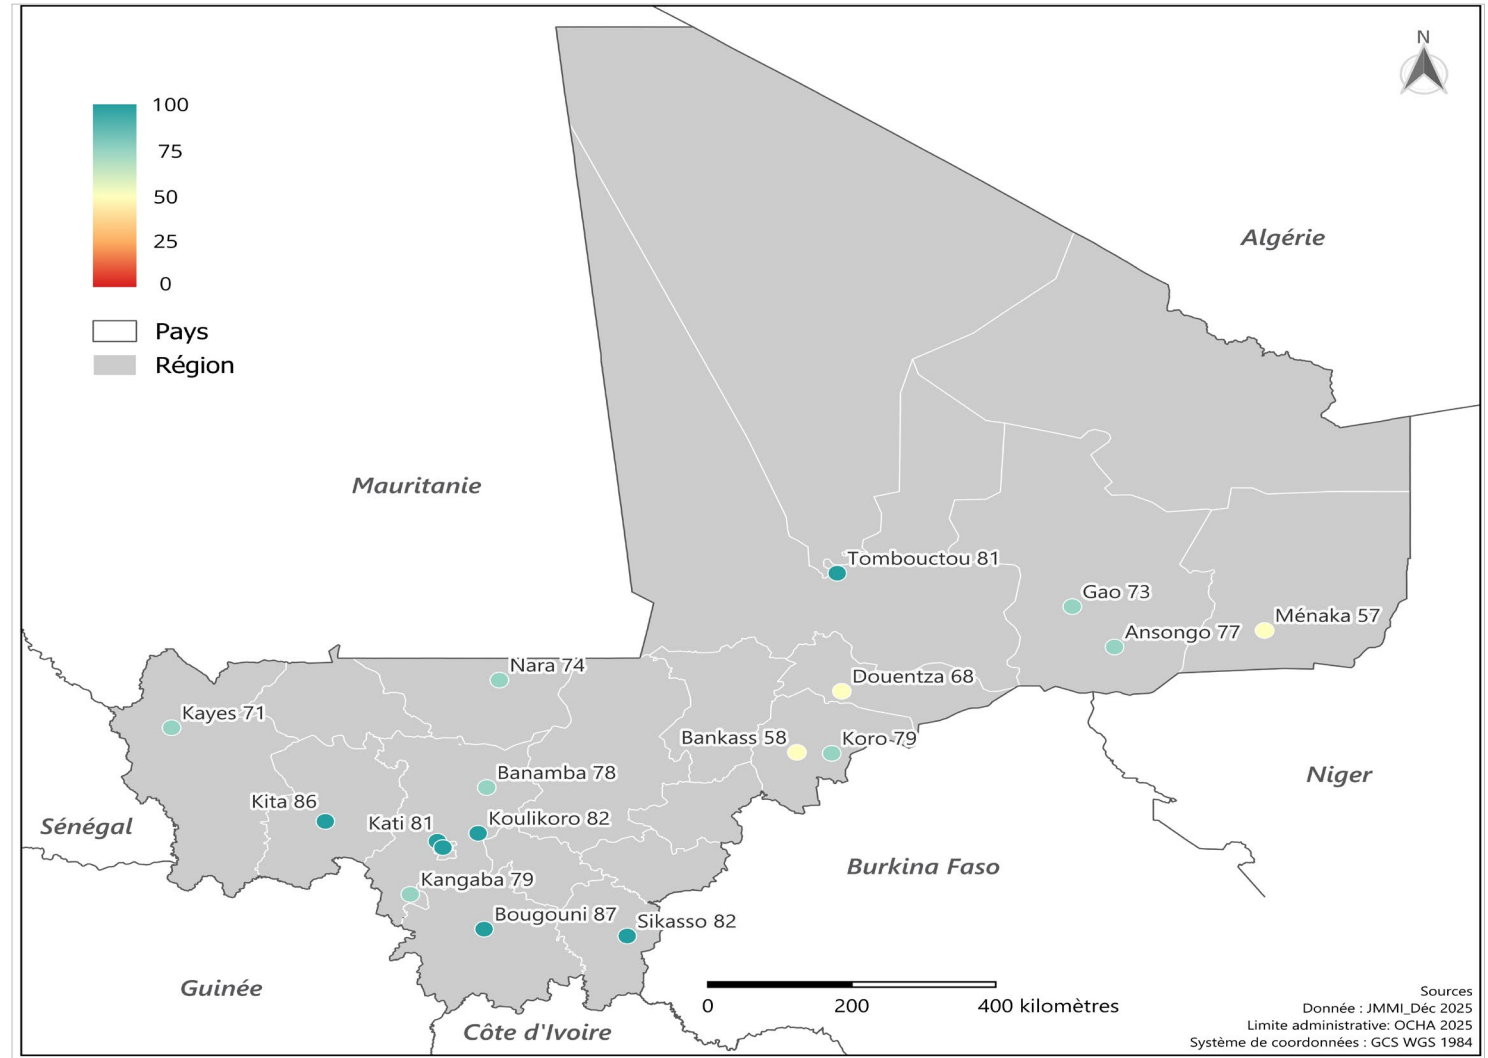 N
100
75
50
25
0
Pays
Région
Algérie
Mauritanie
Tombouctou 81
Gao 73
Ménaka 57
Ansongo 77
Nara 74
Douentza 68
Kayes 71
Bankass 58
Koro 79
Banamba 78
Niger
Kita 86
Kati 81
Koulikoro 82
Sénégal
Burkina Faso
Kangaba 79
Bougouni 87
Sikasso 82
Guinée
0 200 400 kilomètres
Côte d'Ivoire
Sources
Donnée : JMMI_Déc 2025
Limite administrative: OCHA 2025
Système de coordonnées : GCS WGS 1984